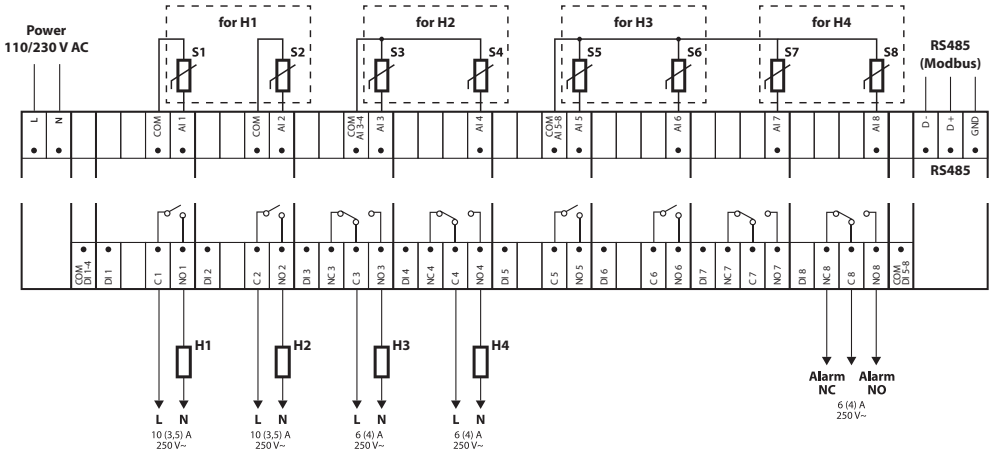 Power
110/230 V AC
for H1
for H2
for H3
for H4
S1
S2
S3
S4
S5
S6
S7
S8
RS485
(Modbus)
L
N
COM
AI 1
COM
AI 2
COM
AI 3-4
AI 3
AI 4
COM
AI 5-8
AI 5
AI 6
AI 7
AI 8
D -
D +
GND
RS485
COM
DI 1-4
DI 1
C 1
NO 1
DI 2
C 2
NO 2
DI 3
NC 3
C 3
NO 3
DI 4
NC 4
C 4
NO 4
DI 5
C 5
NO 5
DI 6
C 6
NO 6
DI 7
NC 7
C 7
NO 7
DI 8
NC 8
C 8
NO 8
COM
DI 5-8
H1
H2
H3
H4
L N
10 (3,5) A
250 V~
L N
10 (3,5) A
250 V~
L N
6 (4) A
250 V~
L N
6 (4) A
250 V~
Alarm
NC
Alarm
NO
6 (4) A
250 V~